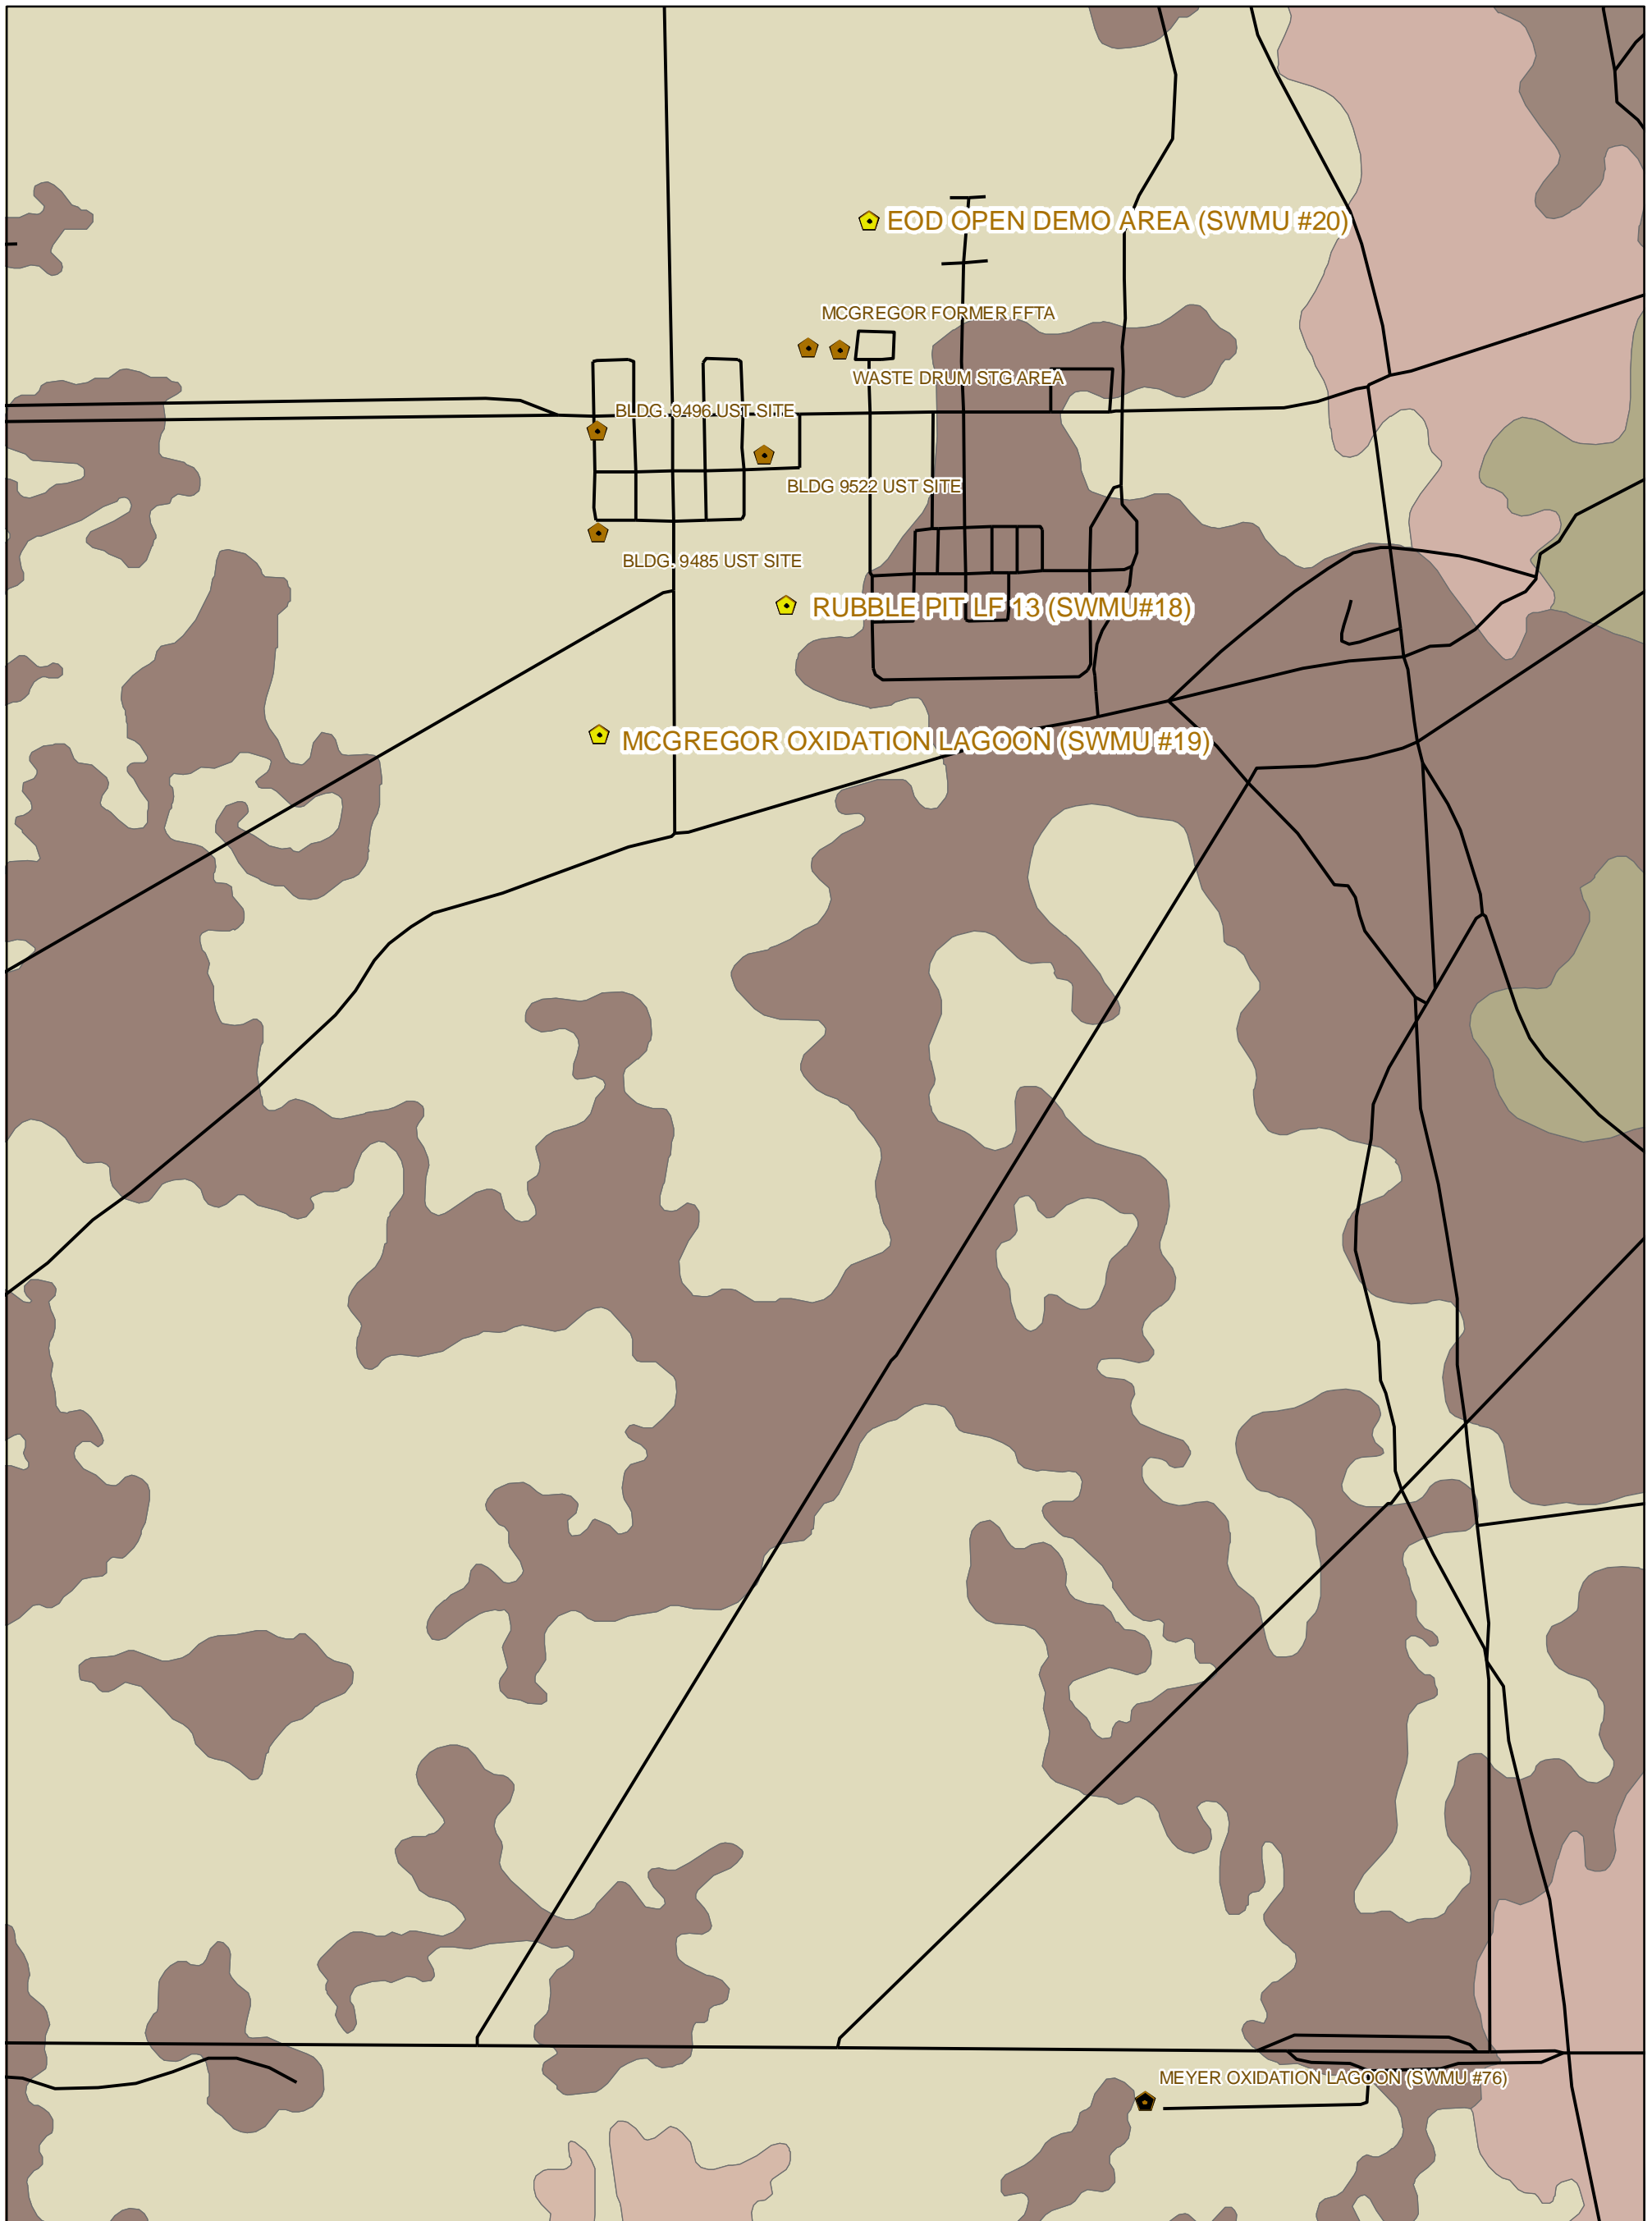 EOD OPEN DEMO AREA (SWMU #20)
MCGREGOR FORMER FFTA
WASTE DRUM STG AREA
BLDG. 9496 UST SITE
BLDG 9522 UST SITE
BLDG. 9485 UST SITE
RUBBLE PIT LF 13 (SWMU#18)
MCGREGOR OXIDATION LAGOON (SWMU #19)
MEYER OXIDATION LAGOON (SWMU #76)